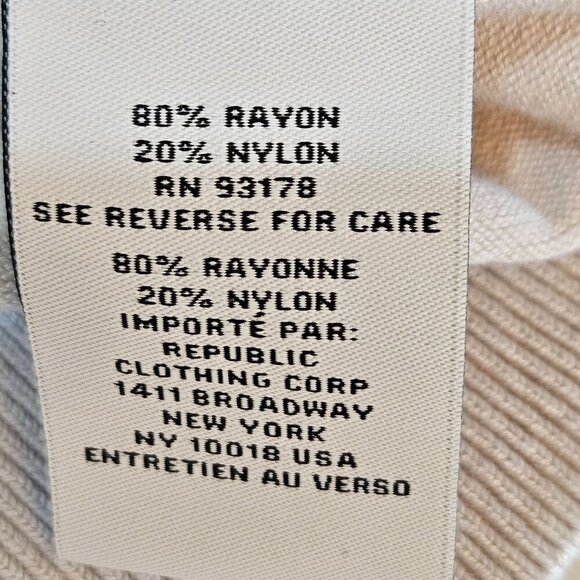 80% RAYON
20% NYLON
RN 93178
SEE REVERSE FOR CARE
80% RAYONNE
20% NYLON
IMPORTÉ PAR:
REPUBLIC
CLOTHING CORP
1411 BROADWAY
NEW YORK
NY 10018 USA
ENTRETIEN AU VERSO